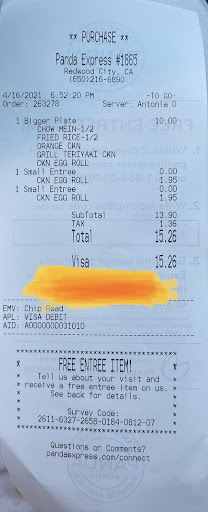 ** PURCHASE **
Panda Express #1865
Redwood City, CA
(650)216-6890
4/16/2021 6:52:20 PM -TO GO-
Order: 263278 Server: Antonia D
1 Bigger Plate 10.00
CHOW MEIN-1/2
FRIED RICE-1/2
ORANGE CKN
GRILL TERIYAKI CKN
CKN EGG ROLL
1 Small Entree 0.00
CKN EGG ROLL 1.95
1 Small Entree 0.00
CKN EGG ROLL 1.95
SubTotal 13.90
TAX 1.36
Total 15.26
Visa 15.26
EMV: Chip Read
APL: VISA DEBIT
AID: A0000000031010
FREE ENTREE ITEM!
Tell us about your visit and
receive a free entree item on us.
See back for details.
Survey Code:
2611-6327-2658-0184-0812-07
Questions or Comments?
pandaexpress.com/connect